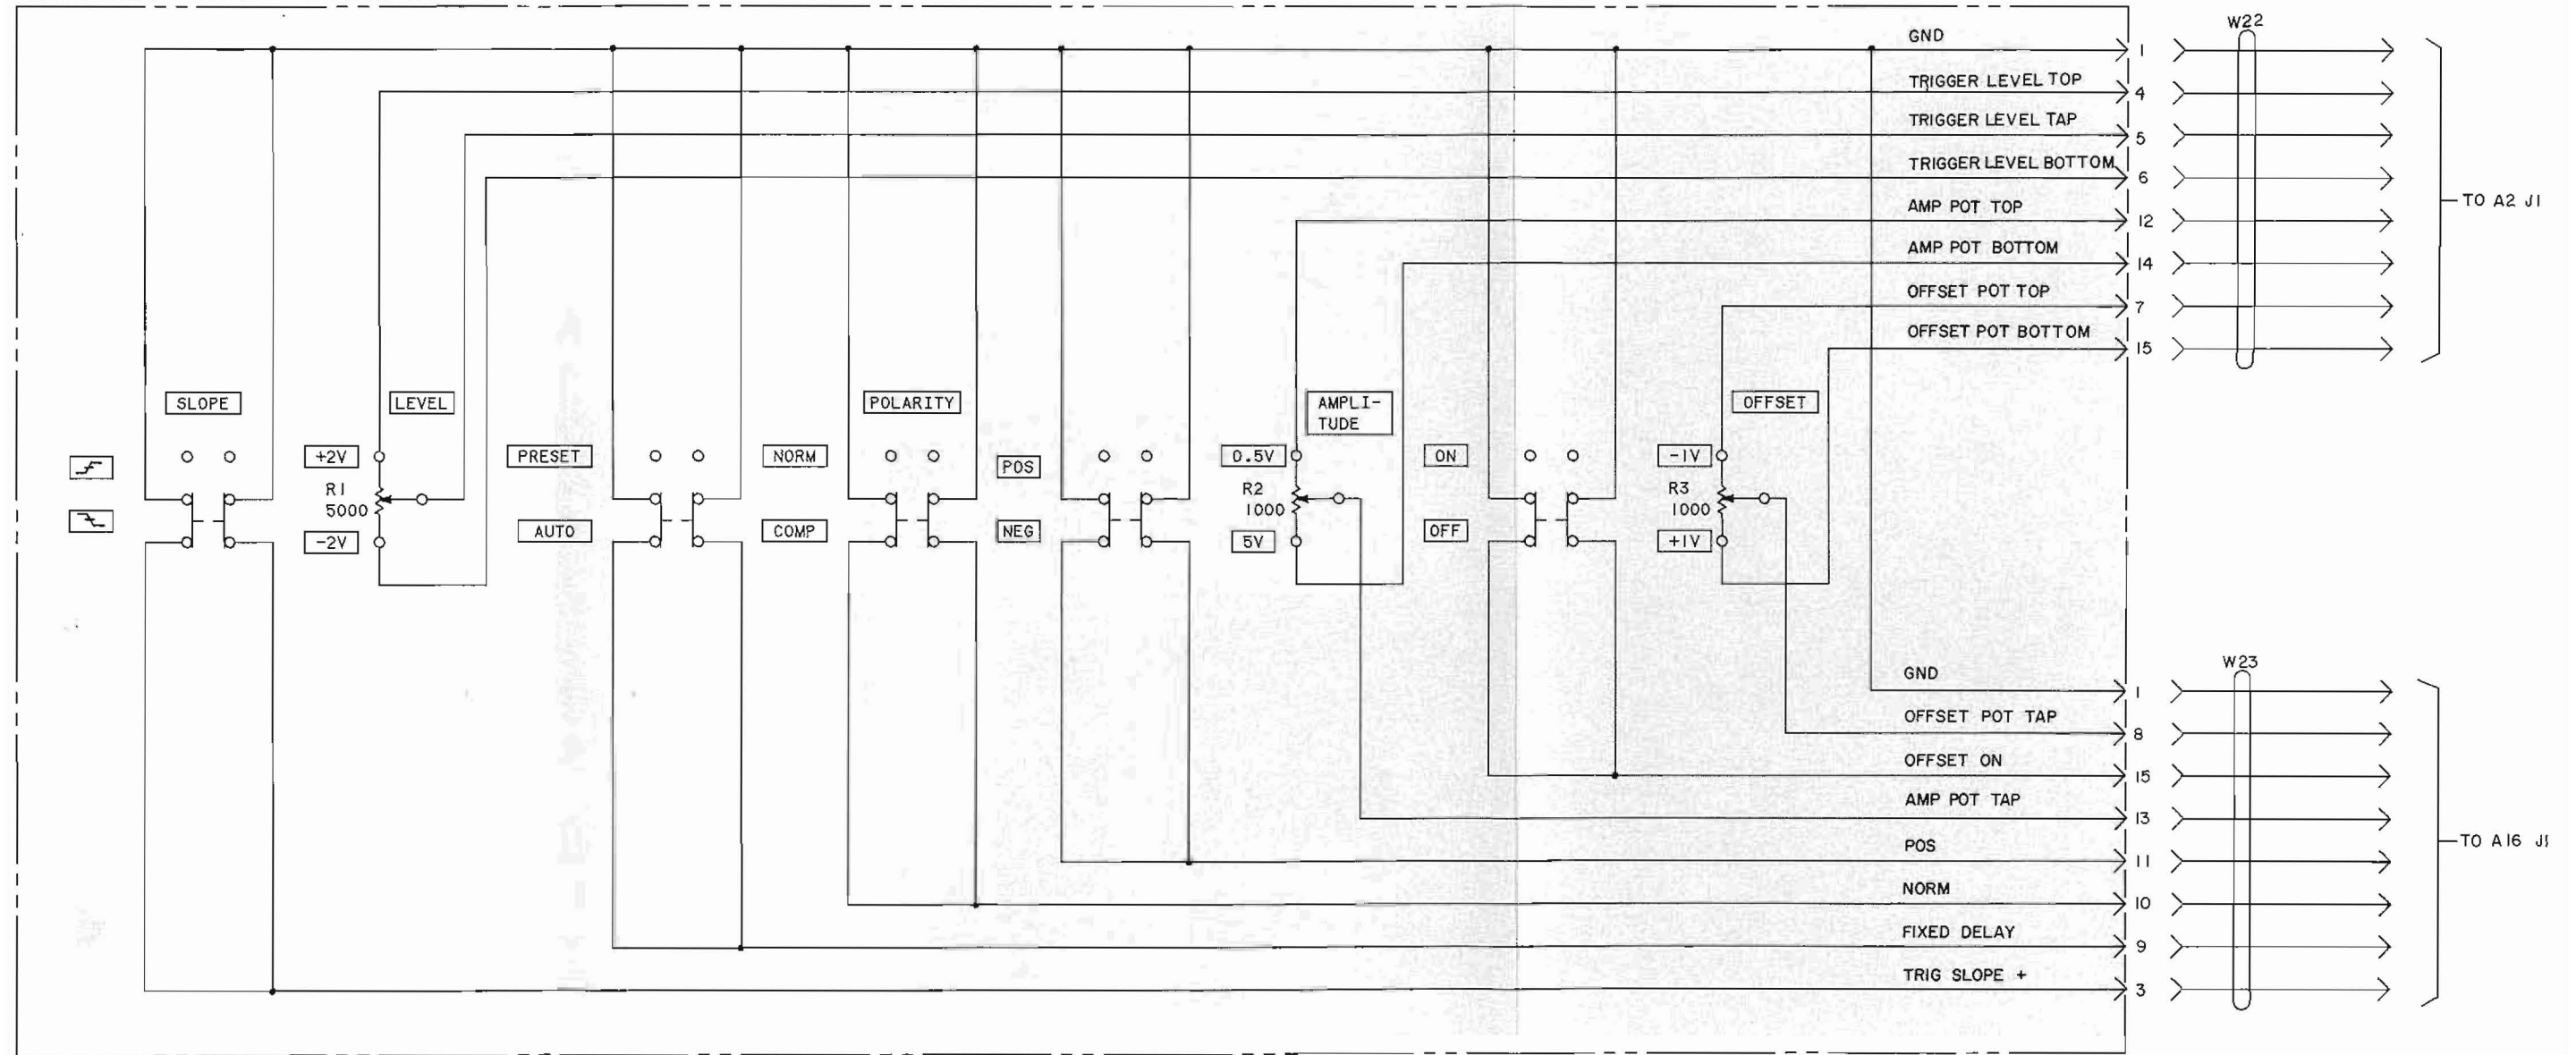 W22
GND
1
TRIGGER LEVEL TOP
4
TRIGGER LEVEL TAP
5
TRIGGER LEVEL BOTTOM
6
TO A2 J1
AMP POT TOP
12
AMP POT BOTTOM
14
OFFSET POT TOP
7
OFFSET POT BOTTOM
15
SLOPE
LEVEL
POLARITY
AMPLI-
TUDE
OFFSET
+2V
PRESET
NORM
POS
0.5V
ON
-1V
R1
5000
R2
1000
R3
1000
-2V
AUTO
COMP
NEG
5V
OFF
+1V
W23
GND
1
OFFSET POT TAP
8
OFFSET ON
15
AMP POT TAP
13
TO A16 J1
POS
11
NORM
10
FIXED DELAY
9
TRIG SLOPE +
3